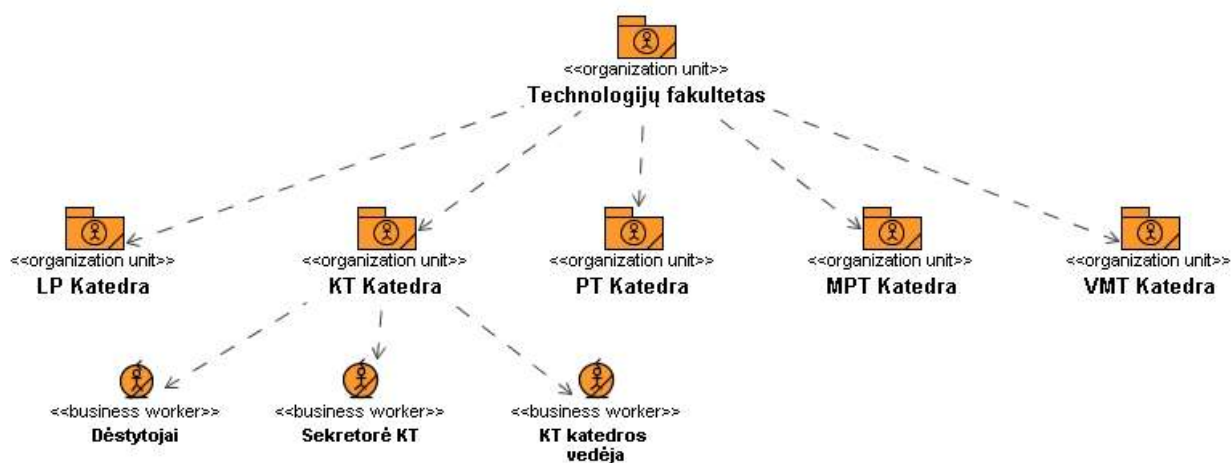 <<organization unit>>
Technologijų fakultetas
<<organization unit>>
LP Katedra
<<organization unit>>
KT Katedra
<<organization unit>>
PT Katedra
<<organization unit>>
MPT Katedra
<<organization unit>>
VMT Katedra
<<business worker>>
Dėstytojai
<<business worker>>
Sekretorė KT
<<business worker>>
KT katedros
vedėja